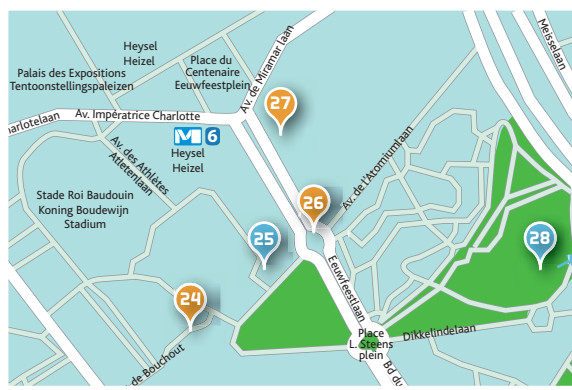 Heysel
Heizel
Palais des Expositions
Tentoonstellingspaleizen
Place du
Centenaire
Eeuwfeestplein
Av. de Miramar laan
Meisselaan
27
harlotelaan
Av. Impératrice Charlotte
M 6
Heysel
Heizel
Av. des Athlètes
Atletenlaan
Av. de l'Atomiumlaan
Stade Roi Baudouin
Koning Boudewijn
Stadium
26
25
28
Eeuwfeestlaan
24
Place
L. Steens
plein
Dikkelindelaan
de Bouchout
Bd du